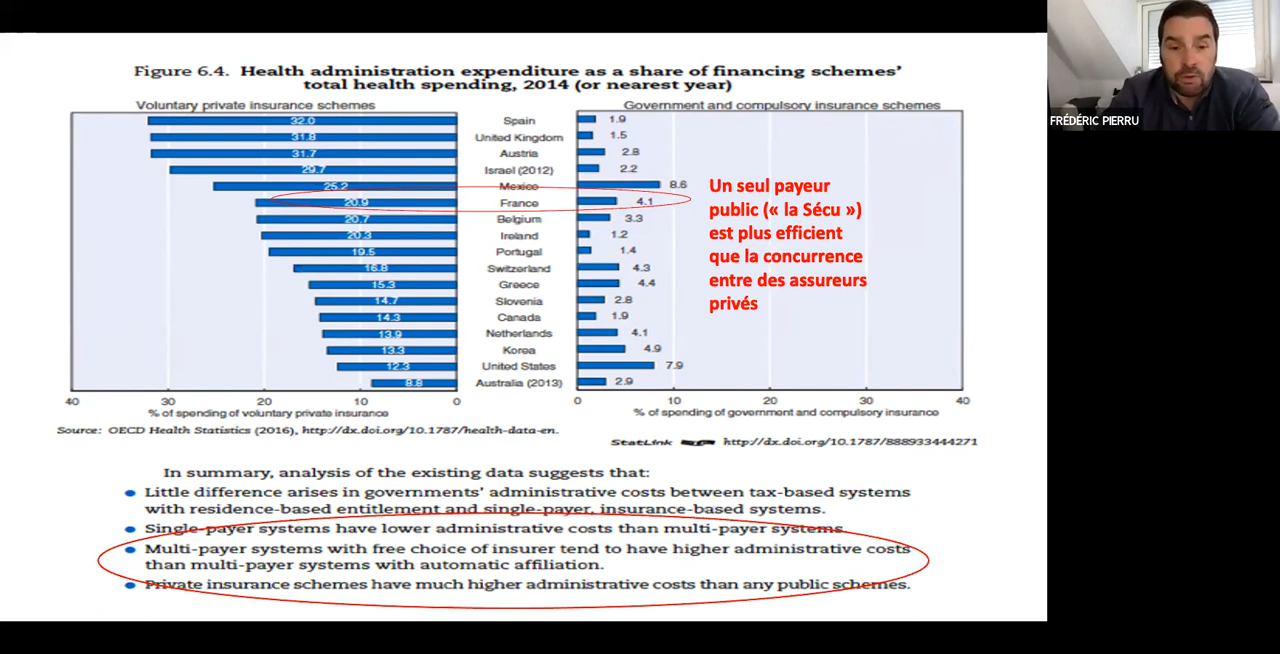 Figure 6.4. Health administration expenditure as a share of financing schemes'
total health spending, 2014 (or nearest year)
Voluntary private insurance schemes
Government and compulsory insurance schemes
32.0 Spain 1.9
31.8 United Kingdom 1.5
31.7 Austria 2.8
29.7 Israel (2012) 2.2
25.2 Mexico 8.6
20.9 France 4.1
20.7 Belgium 3.3
20.3 Ireland 1.2
19.5 Portugal 1.4
16.8 Switzerland 4.3
15.3 Greece 4.4
14.7 Slovenia 2.8
14.3 Canada 1.9
13.9 Netherlands 4.1
13.3 Korea 4.9
12.3 United States 7.9
8.8 Australia (2013) 2.9
40 30 20 10 0 0 10 20 30 40
% of spending of voluntary private insurance
% of spending of government and compulsory insurance
Un seul payeur
public (« la Sécu »)
est plus efficient
que la concurrence
entre des assureurs
privés
Source: OECD Health Statistics (2016), http://dx.doi.org/10.1787/health-data-en.
StatLink http://dx.doi.org/10.1787/888933444271
In summary, analysis of the existing data suggests that:
● Little difference arises in governments' administrative costs between tax-based systems
with residence-based entitlement and single-payer, insurance-based systems.
● Single-payer systems have lower administrative costs than multi-payer systems.
● Multi-payer systems with free choice of insurer tend to have higher administrative costs
than multi-payer systems with automatic affiliation.
● Private insurance schemes have much higher administrative costs than any public schemes.
FRÉDÉRIC PIERRU